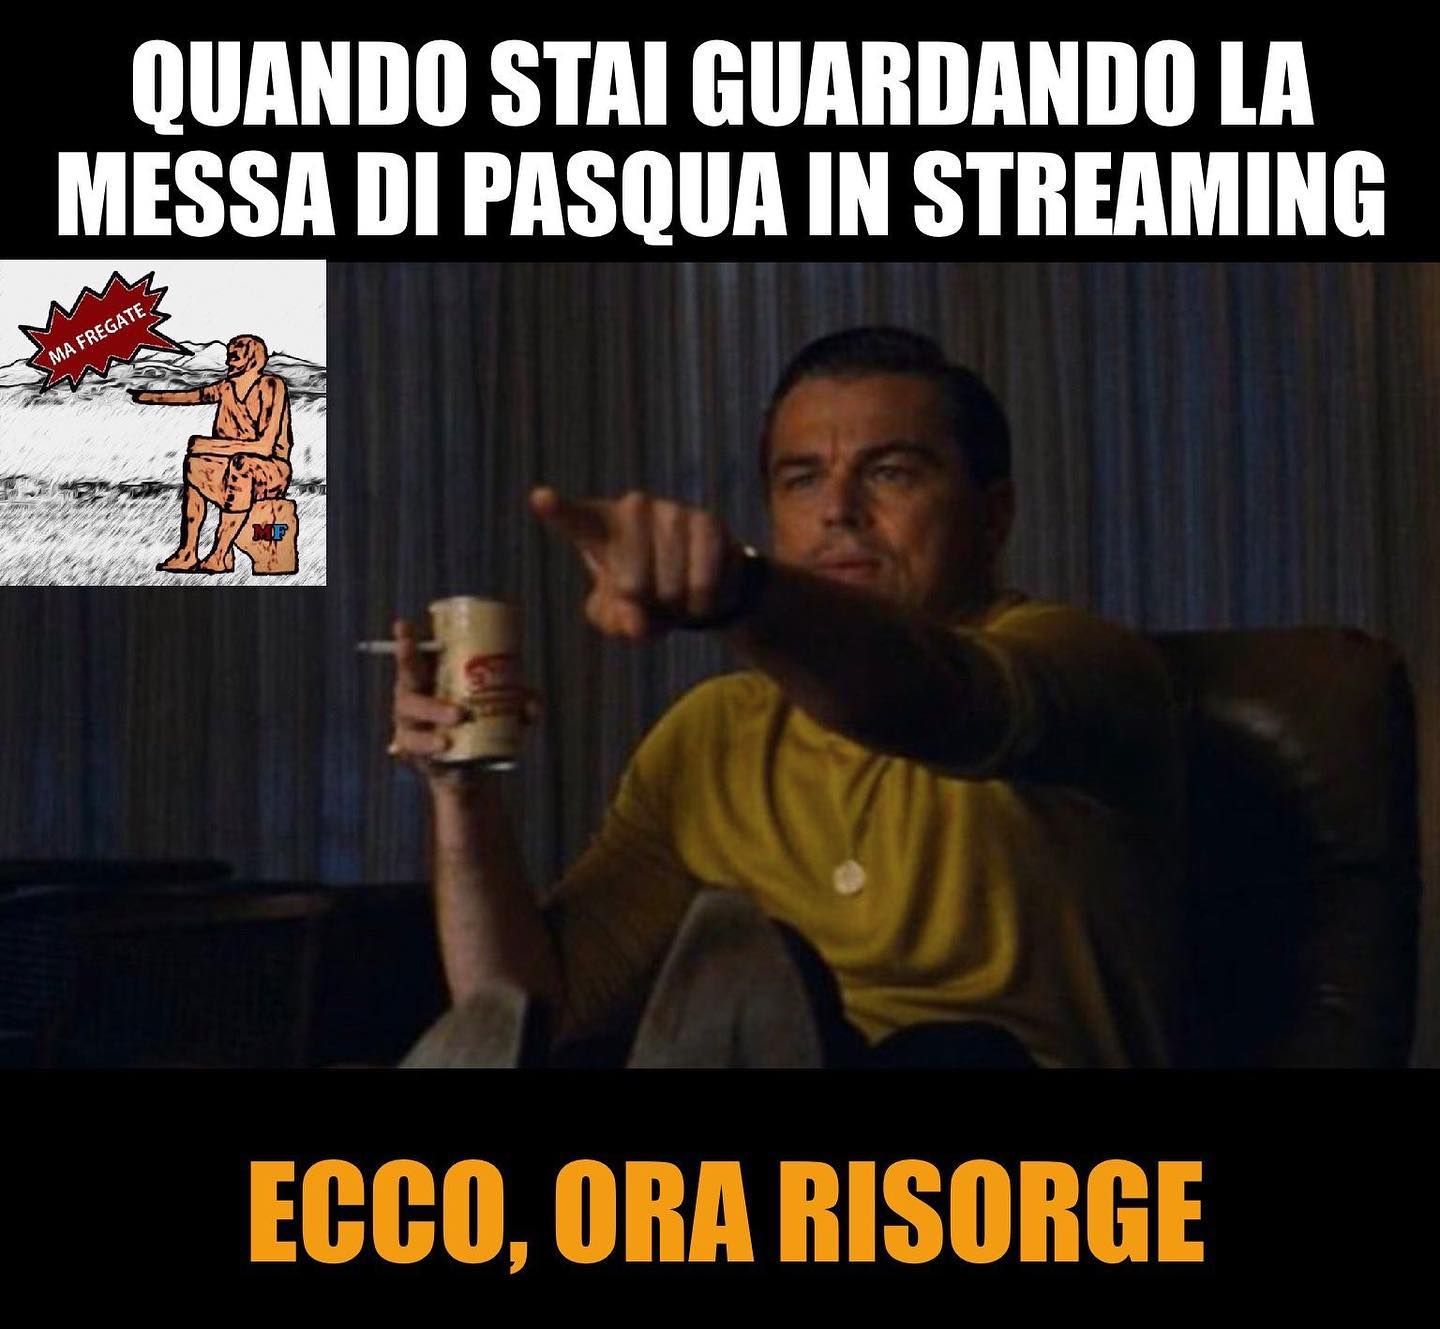 QUANDO STAI GUARDANDO LA
MESSA DI PASQUA IN STREAMING
MA FREGATE
MF
ECCO, ORA RISORGE